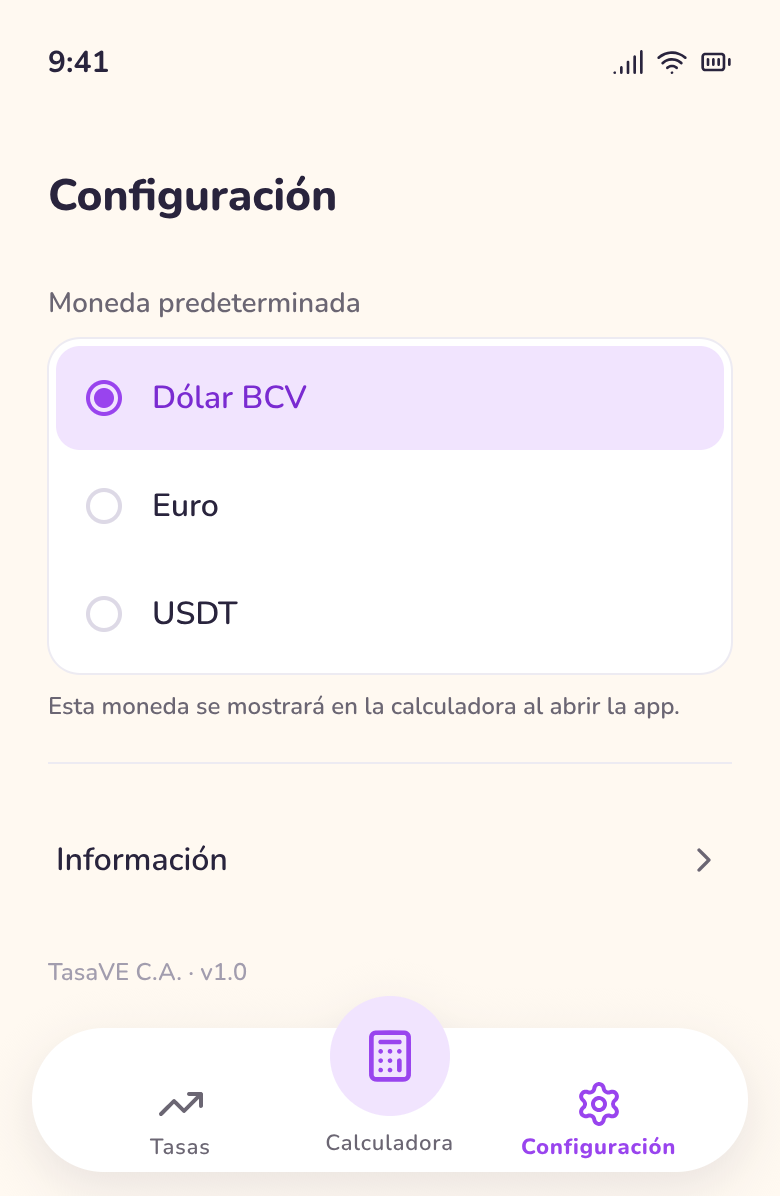 9:41
Configuración
Moneda predeterminada
Dólar BCV
Euro
USDT
Esta moneda se mostrará en la calculadora al abrir la app.
Información
TasaVE C.A. · v1.0
Tasas
Calculadora
Configuración